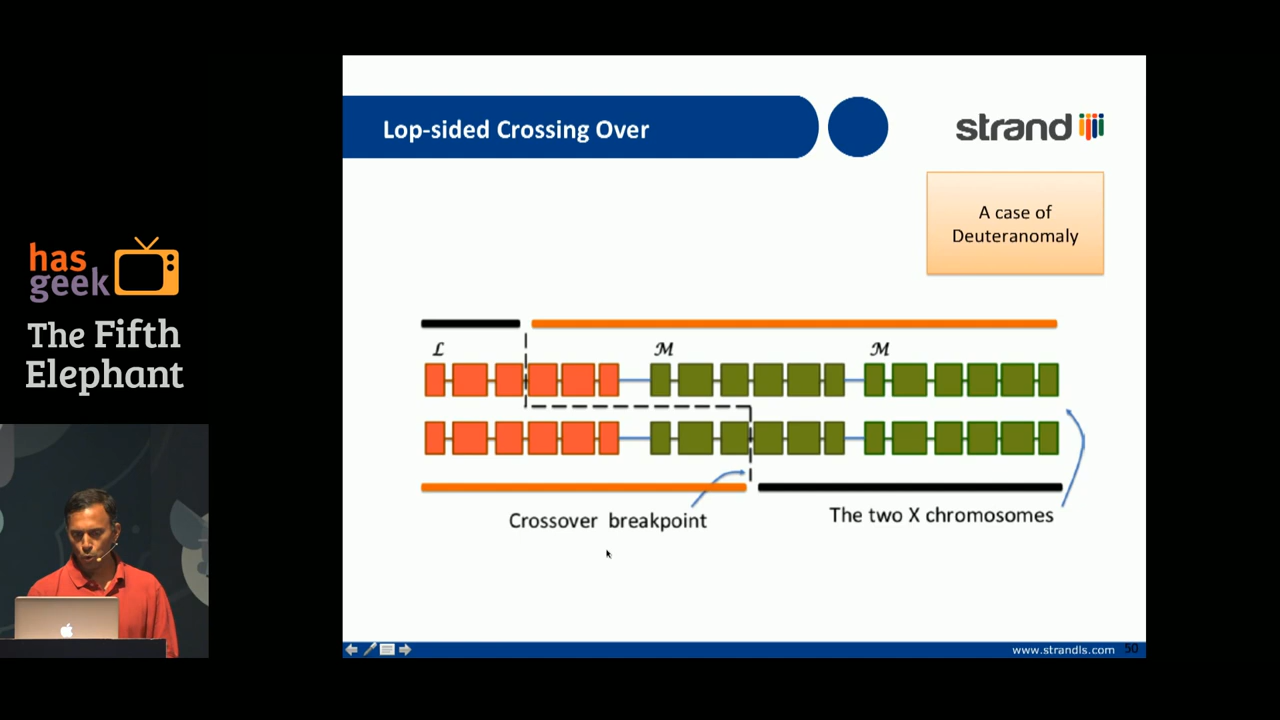 Lop-sided Crossing Over
strand
A case of
Deuteranomaly
has
geek
The Fifth
Elephant
ℒ
ℳ
ℳ
Crossover breakpoint
The two X chromosomes
www.strandls.com
50